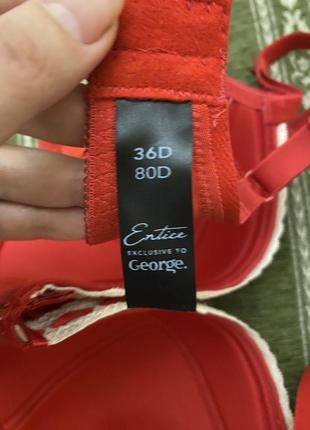 36D
80D
Entice
EXCLUSIVE TO
George.